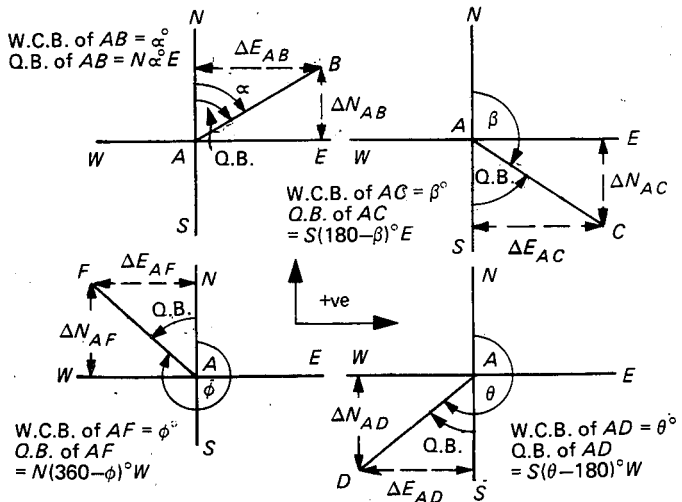 N
W.C.B. of AB = α°
Q.B. of AB = N α° E
ΔE_AB
B
α
ΔN_AB
W
A
Q.B.
E
S
N
A
β
W
E
Q.B.
ΔN_AC
C
S
ΔE_AC
W.C.B. of AC = β°
Q.B. of AC
= S(180–β)° E
F
ΔE_AF
N
Q.B.
ΔN_AF
W
A
E
ϕ
S
W.C.B. of AF = ϕ°
Q.B. of AF
= N(360–ϕ)° W
+ve
N
W
A
E
ΔN_AD
θ
Q.B.
D
ΔE_AD
S
W.C.B. of AD = θ°
Q.B. of AD
= S(θ–180)° W